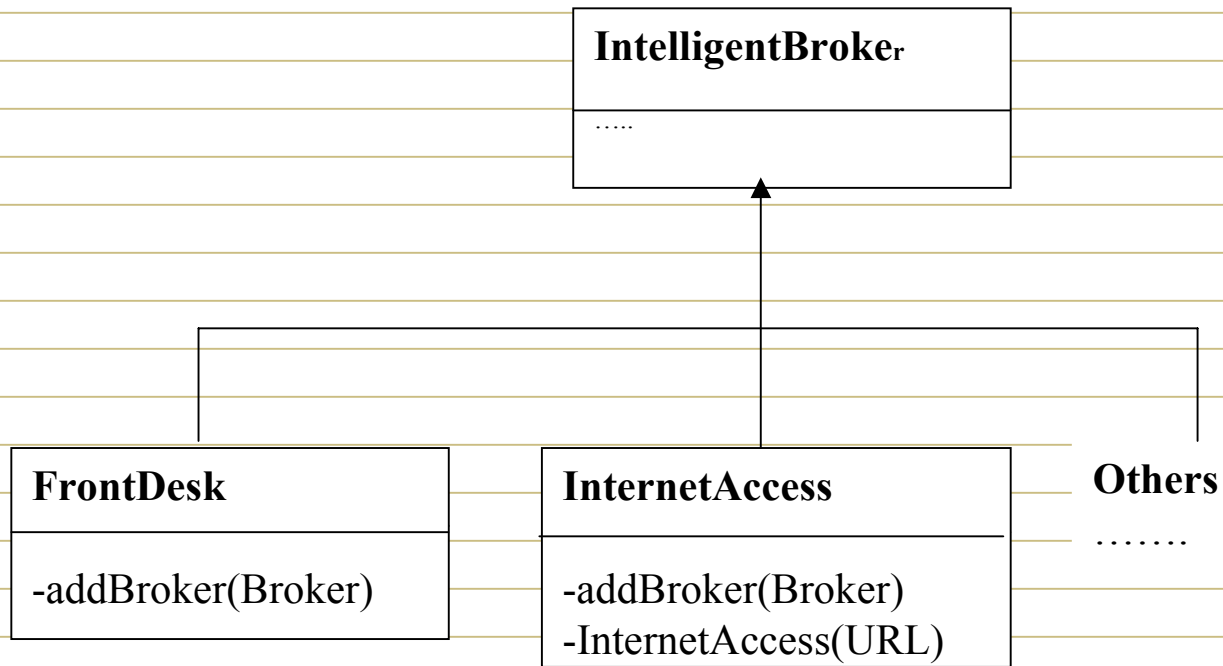 IntelligentBroker
…..
FrontDesk
-addBroker(Broker)
InternetAccess
-addBroker(Broker)
-InternetAccess(URL)
Others
…….